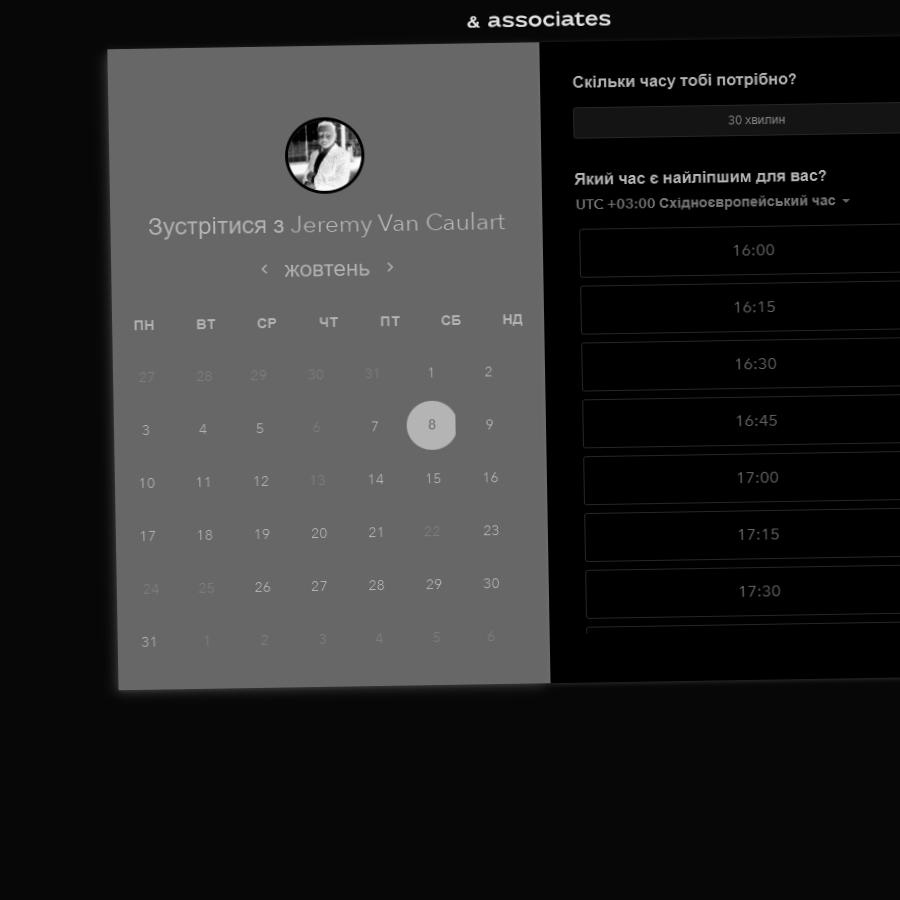 & associates
Зустрітися з Jeremy Van Caulart
жовтень
ПН ВТ СР ЧТ ПТ СБ НД
27 28 29 30 31 1 2
3 4 5 6 7 8 9
10 11 12 13 14 15 16
17 18 19 20 21 22 23
24 25 26 27 28 29 30
31 1 2 3 4 5 6
Скільки часу тобі потрібно?
30 хвилин
Який час є найліпшим для вас?
UTC +03:00 Східноєвропейський час
16:00
16:15
16:30
16:45
17:00
17:15
17:30